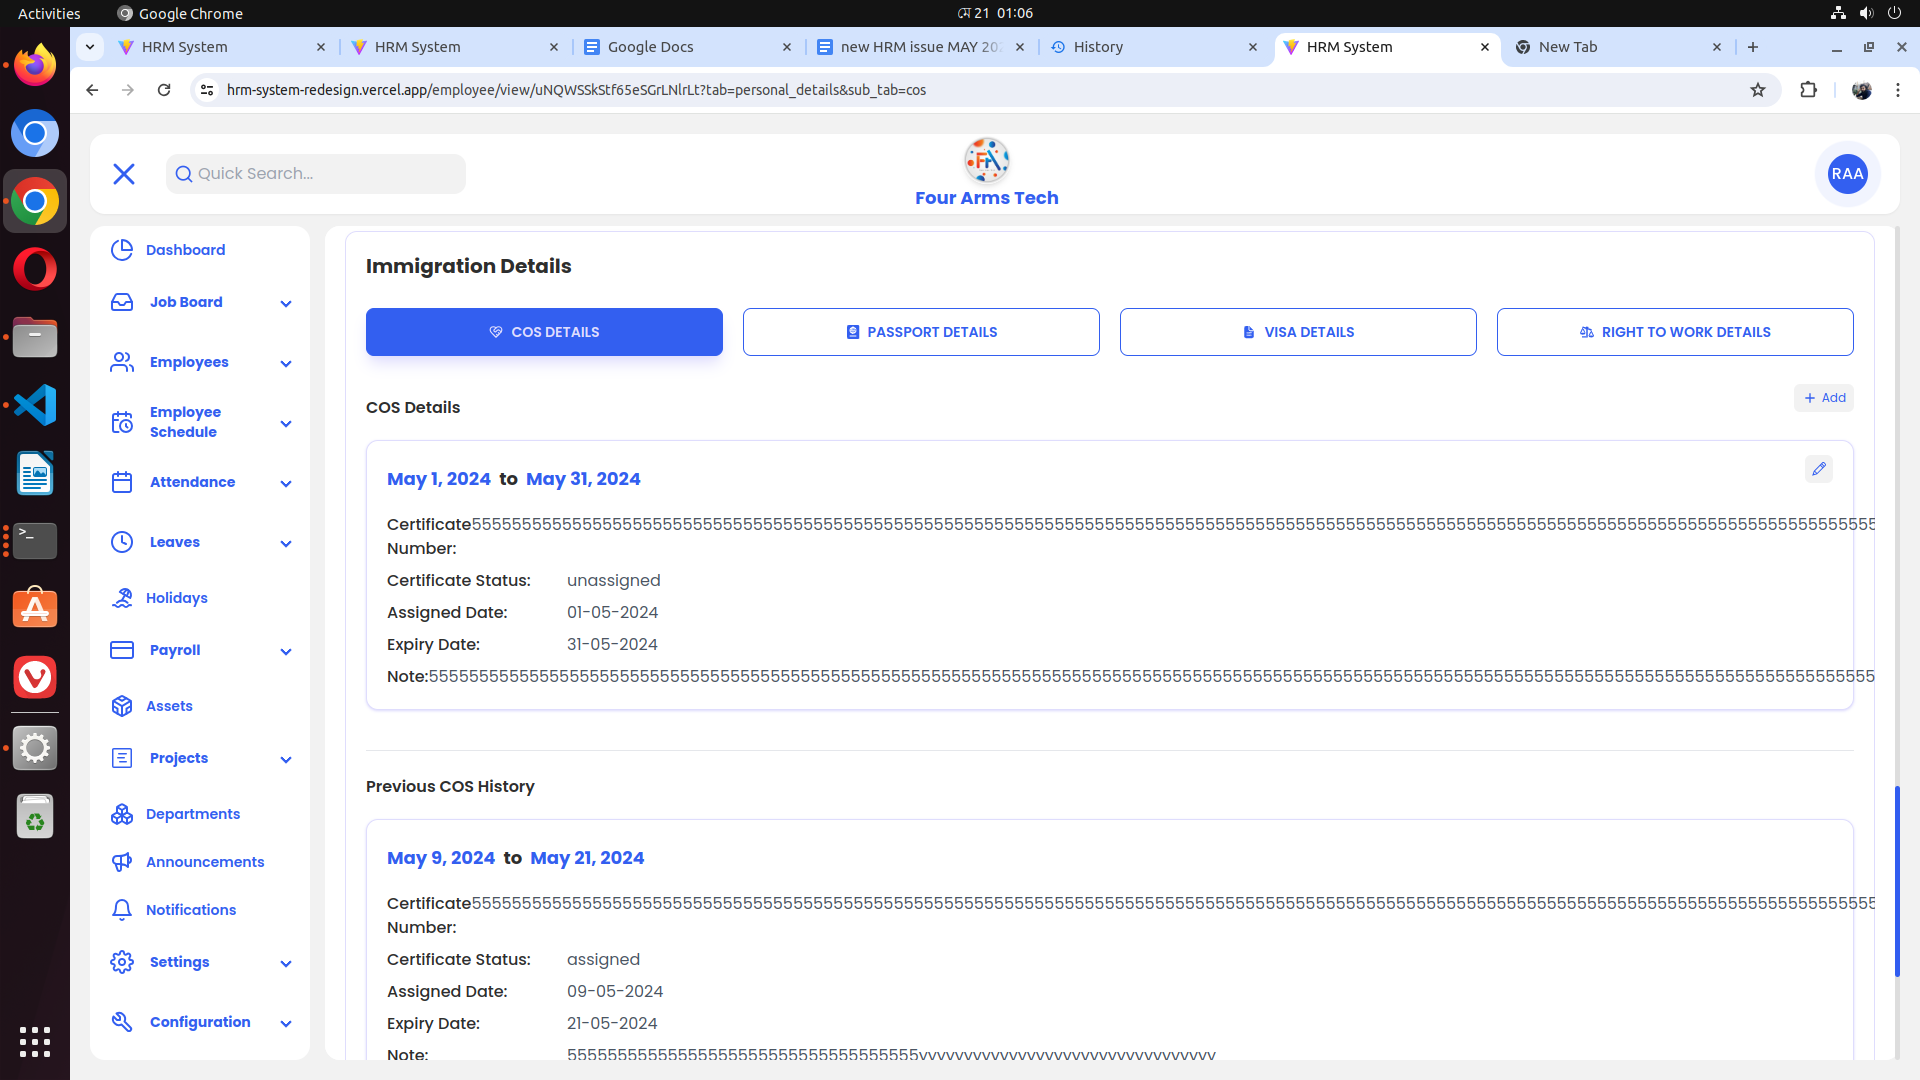 Activities
Google Chrome
মে 21 01:06
HRM System
HRM System
Google Docs
new HRM issue MAY 202
History
HRM System
New Tab
hrm-system-redesign.vercel.app/employee/view/uNQWSSkStf65eSGrLNlrLt?tab=personal_details&sub_tab=cos
Quick Search...
Four Arms Tech
RAA
Dashboard
Job Board
Employees
Employee
Schedule
Attendance
Leaves
Holidays
Payroll
Assets
Projects
Departments
Announcements
Notifications
Settings
Configuration
Immigration Details
COS DETAILS
PASSPORT DETAILS
VISA DETAILS
RIGHT TO WORK DETAILS
COS Details
+ Add
May 1, 2024 to May 31, 2024
Certificate
Number:
Certificate Status: unassigned
Assigned Date: 01-05-2024
Expiry Date: 31-05-2024
Note:
Previous COS History
May 9, 2024 to May 21, 2024
Certificate
Number:
Certificate Status: assigned
Assigned Date: 09-05-2024
Expiry Date: 21-05-2024
Note: